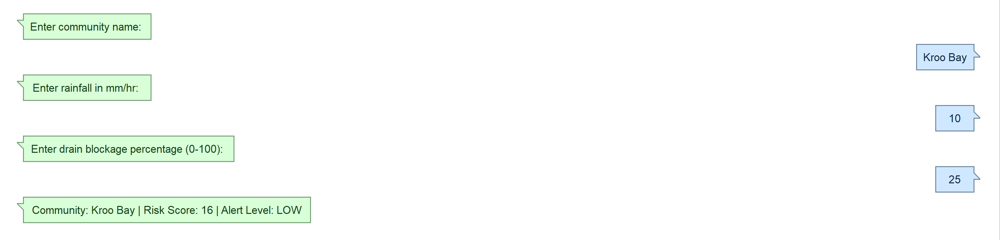 Enter community name:
Kroo Bay
Enter rainfall in mm/hr:
10
Enter drain blockage percentage (0-100):
25
Community: Kroo Bay | Risk Score: 16 | Alert Level: LOW